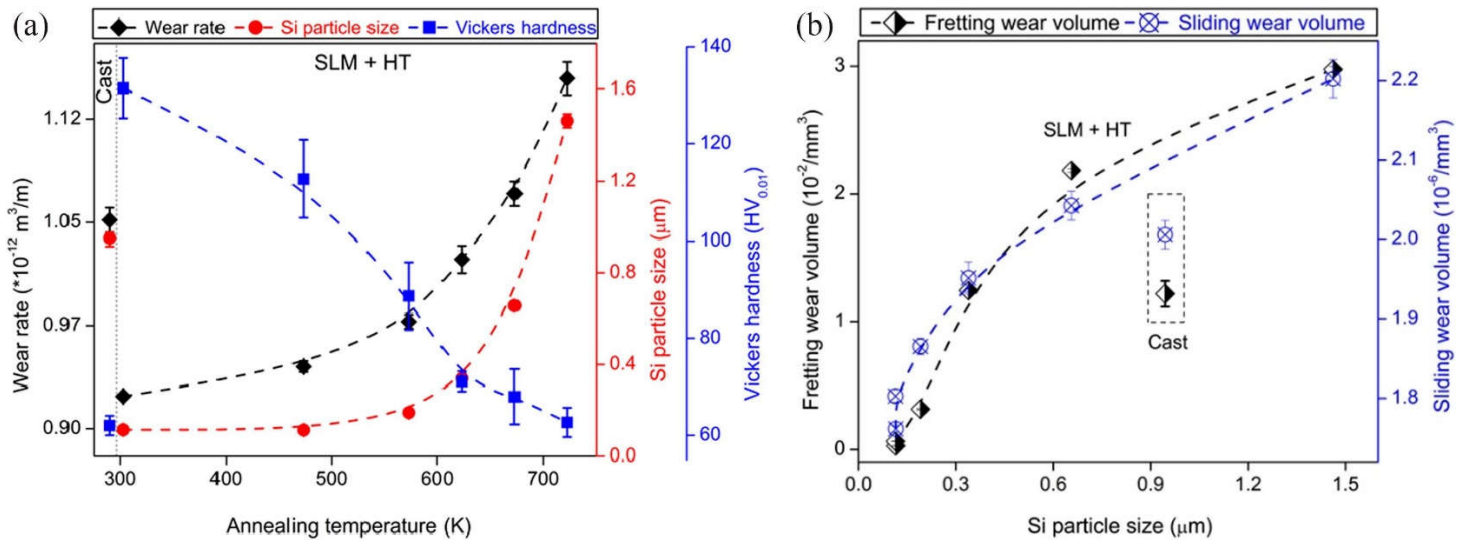 (a)
Wear rate Si particle size Vickers hardness
Cast
SLM + HT
1.12
1.05
0.97
0.90
Wear rate (*10⁻¹² m³/m)
300 400 500 600 700
Annealing temperature (K)
1.6
1.2
0.8
0.4
0.0
Si particle size (μm)
140
120
100
80
60
Vickers hardness (HV₀.₀₁)
(b)
Fretting wear volume Sliding wear volume
SLM + HT
Cast
3
2
1
0
Fretting wear volume (10⁻²/mm³)
0.0 0.3 0.6 0.9 1.2 1.5
Si particle size (μm)
2.2
2.1
2.0
1.9
1.8
Sliding wear volume (10⁻⁶/mm³)